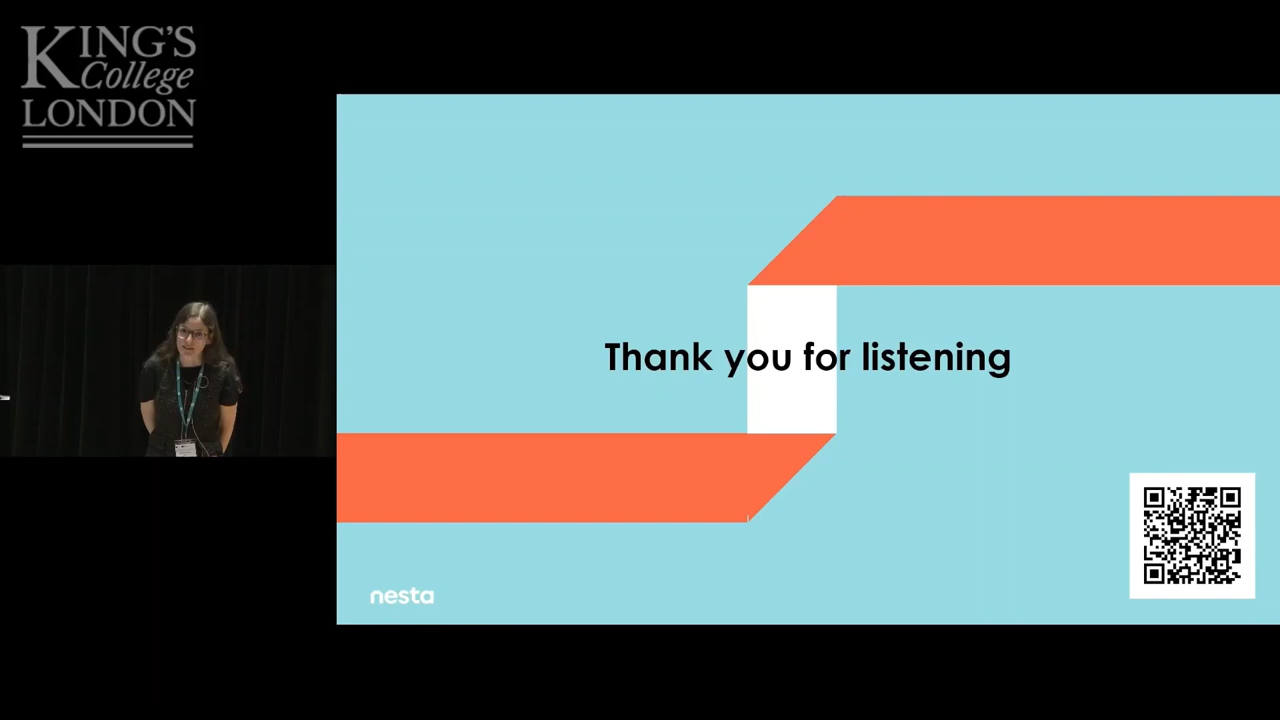 KING'S
College
LONDON
Thank you for listening
nesta